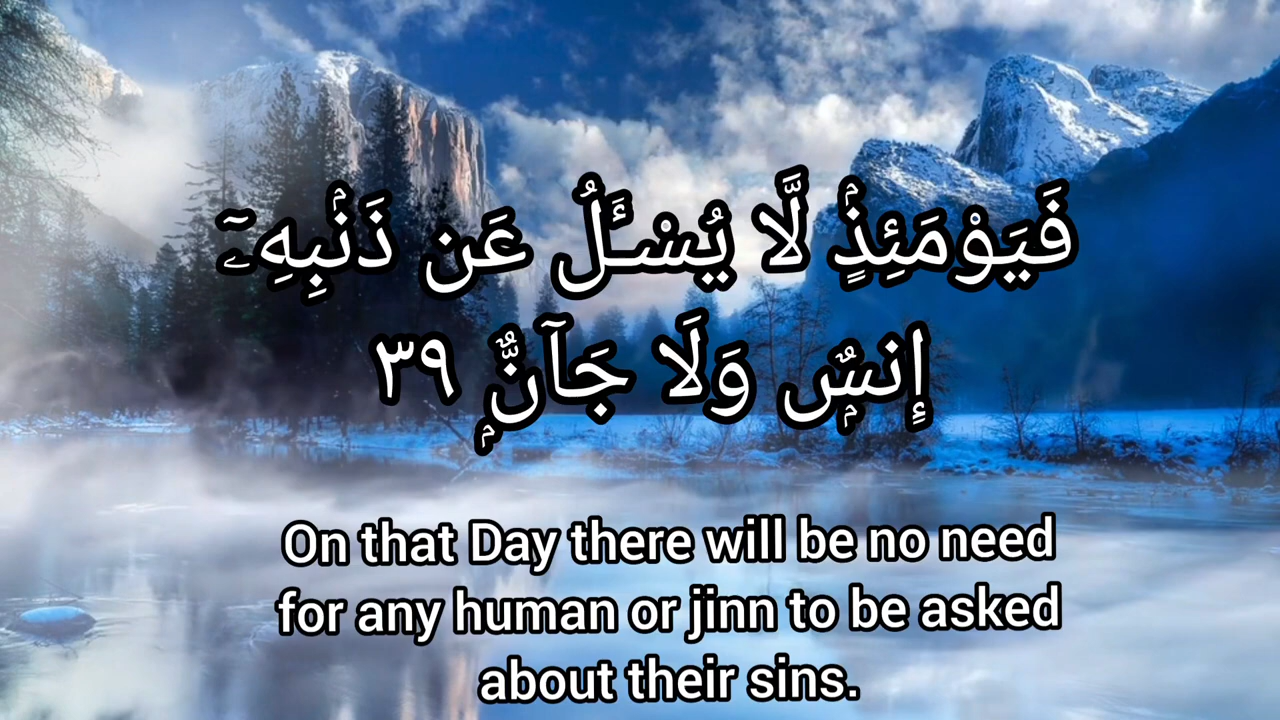 فَيَوْمَئِذٍۢ لَّا يُسْـَٔلُ عَن ذَنۢبِهِۦٓ
إِنسٌۭ وَلَا جَآنٌّۭ ٣٩
On that Day there will be no need
for any human or jinn to be asked
about their sins.